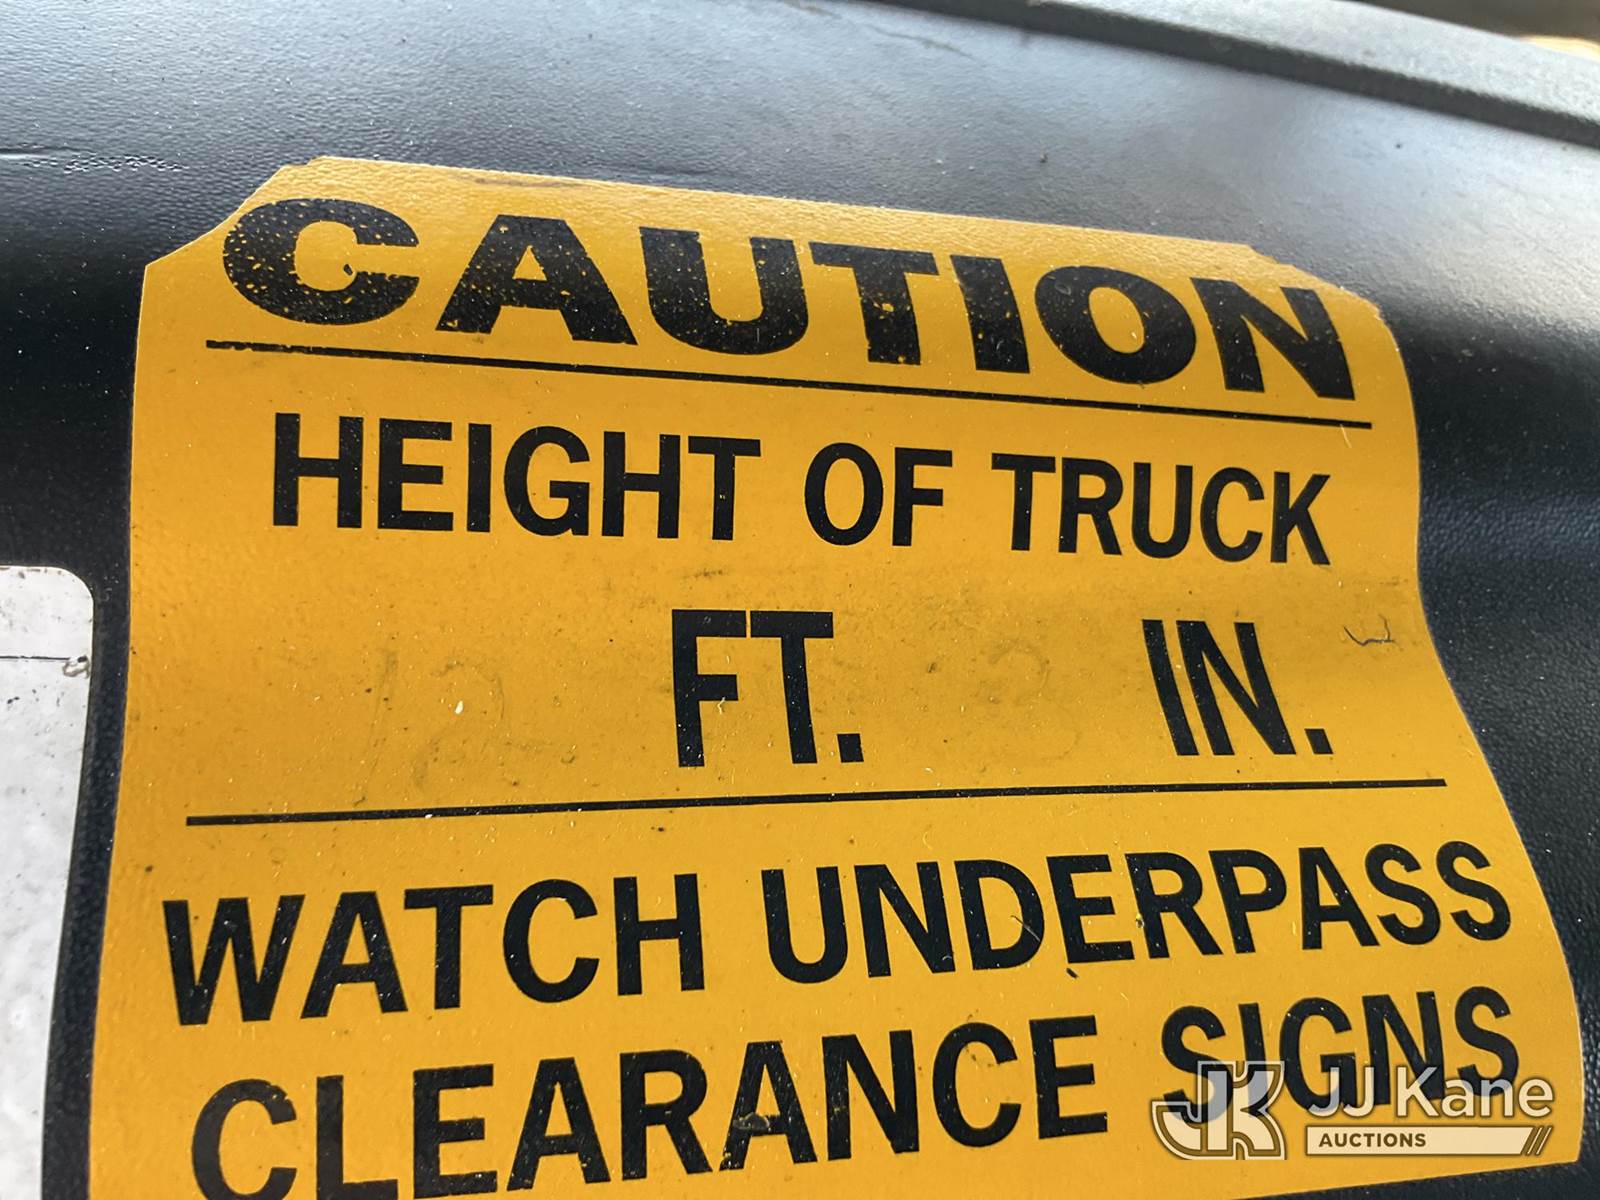 CAUTION
HEIGHT OF TRUCK
12 FT. 3 IN.
WATCH UNDERPASS
CLEARANCE SIGNS
JJ Kane
AUCTIONS